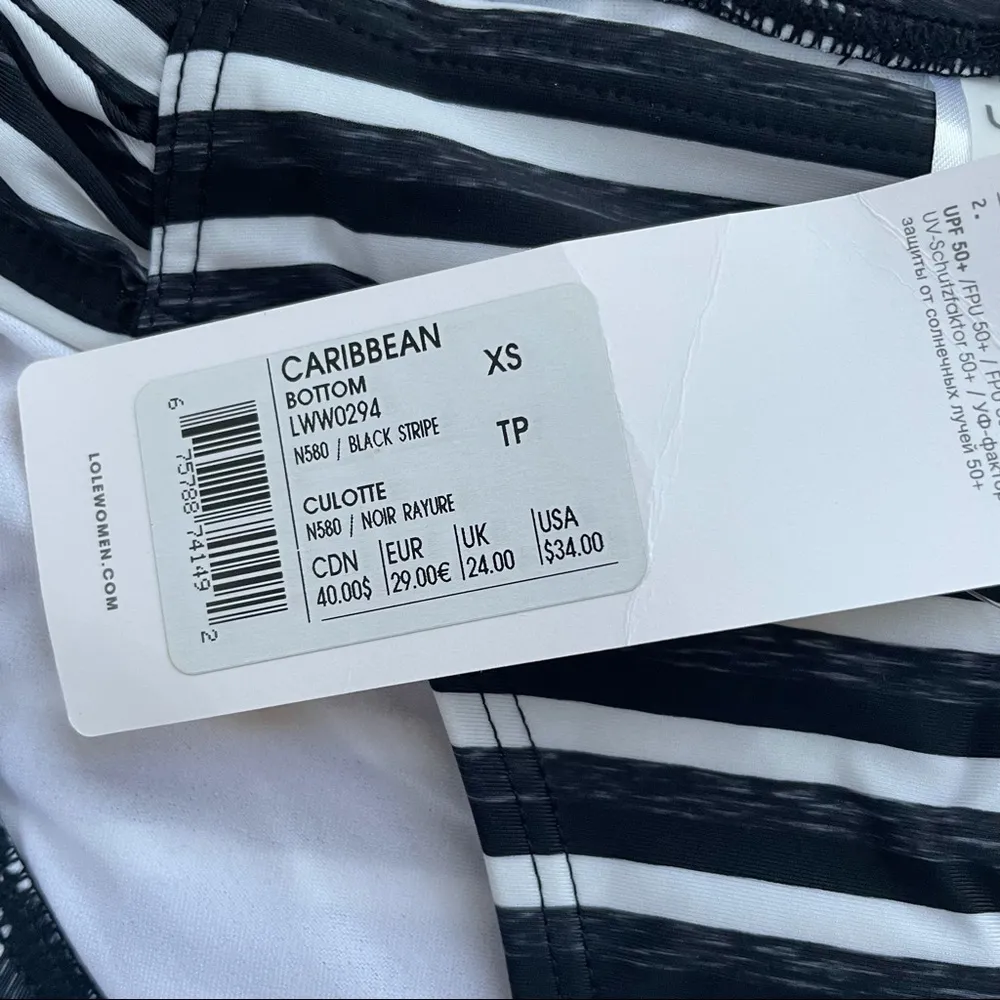 LOLEWOMEN.COM
6 75788 74149 2
CARIBBEAN XS
BOTTOM
LWW0294
N580 / BLACK STRIPE TP
CULOTTE
N580 / NOIR RAYURE
CDN EUR UK USA
40.00$ 29.00€ 24.00 $34.00
2.
UPF 50+ /FPU 50+ / FPU
UV-Schutzfaktor 50+ / УФ-фактор
защиты от солнечных лучей 50+